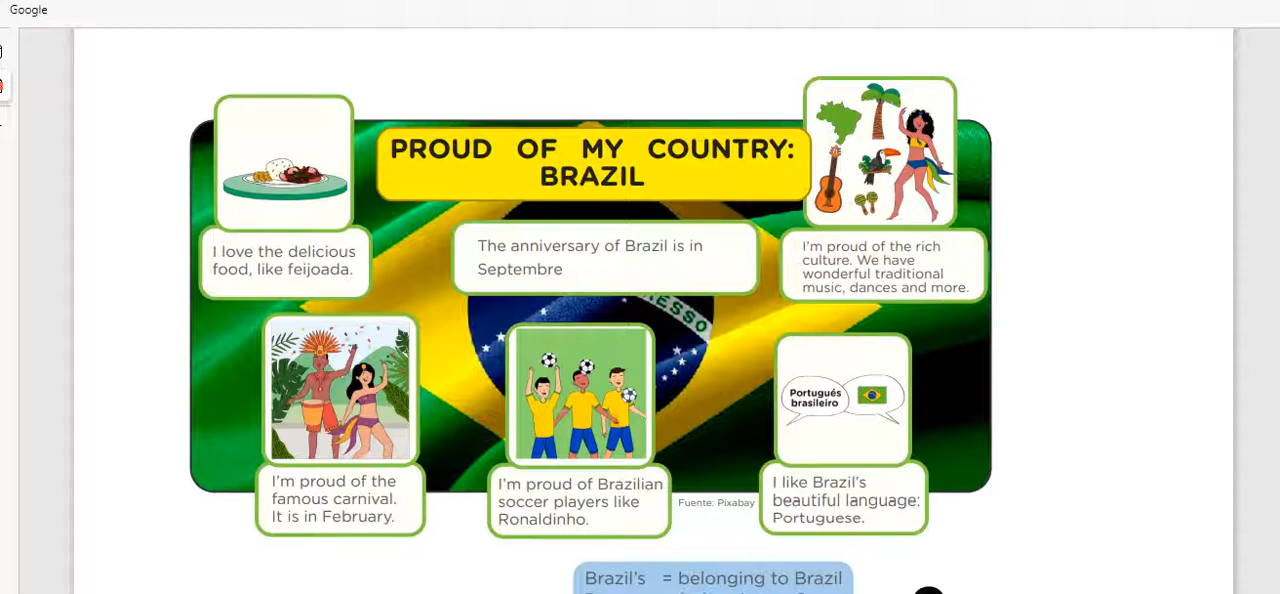 Google
PROUD OF MY COUNTRY:
BRAZIL
I love the delicious
food, like feijoada.
The anniversary of Brazil is in
Septembre
I'm proud of the rich
culture. We have
wonderful traditional
music, dances and more.
RESSO
Portugués
brasileiro
I'm proud of the
famous carnival.
It is in February.
I'm proud of Brazilian
soccer players like
Ronaldinho.
Fuente: Pixabay
I like Brazil's
beautiful language:
Portuguese.
Brazil's = belonging to Brazil